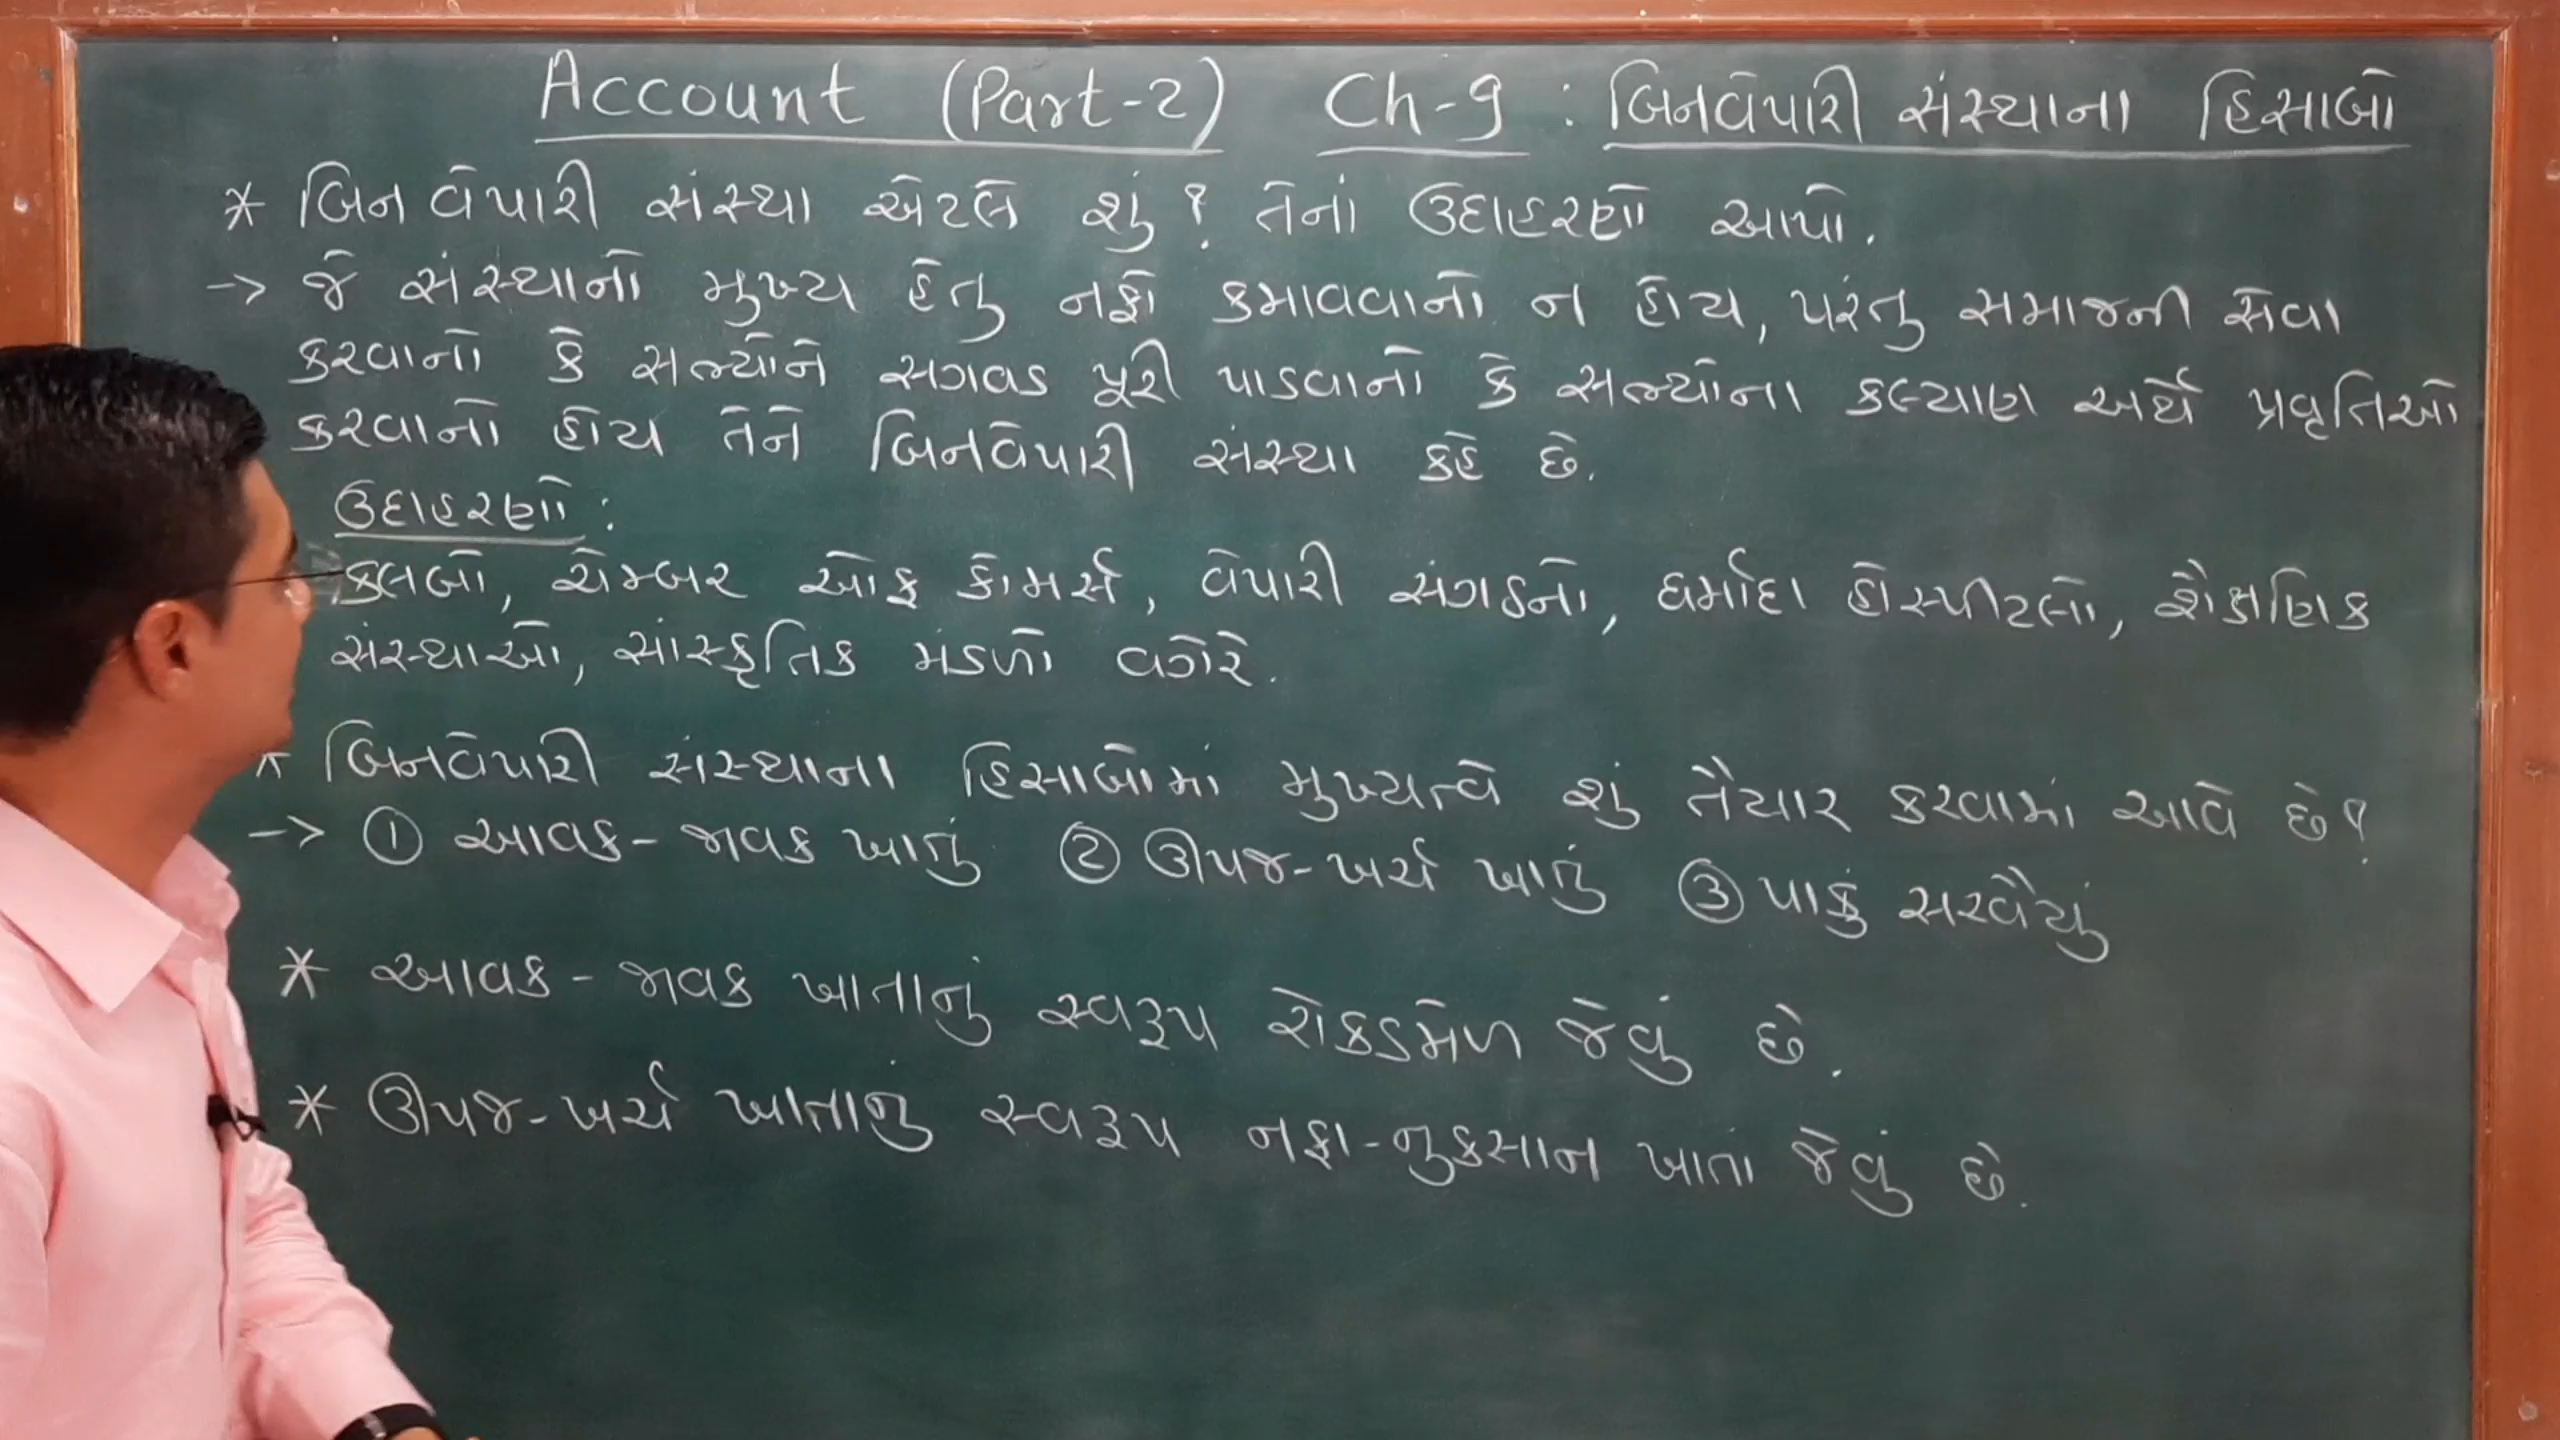 Account (Part-2) Ch-9 : બિનવેપારી સંસ્થાના હિસાબો
* બિનવેપારી સંસ્થા એટલે શું? તેનાં ઉદાહરણો આપો.
→ જે સંસ્થાનો મુખ્ય હેતુ નફો કમાવવાનો ન હોય, પરંતુ સમાજની સેવા
કરવાનો કે સભ્યોને સગવડ પૂરી પાડવાનો કે સભ્યોના કલ્યાણ અર્થે પ્રવૃતિઓ
કરવાનો હોય તેને બિનવેપારી સંસ્થા કહે છે.
ઉદાહરણો :
કલબો, ચેમ્બર ઓફ કોમર્સ, વેપારી સંગઠનો, ધર્માદા હોસ્પીટલો, શૈક્ષણિક
સંસ્થાઓ, સાંસ્કૃતિક મંડળો વગેરે.
* બિનવેપારી સંસ્થાના હિસાબોમાં મુખ્યત્વે શું તૈયાર કરવામાં આવે છે?
→ ① આવક-જાવક ખાતું ② ઊપજ-ખર્ચ ખાતું ③ પાકું સરવૈયું
* આવક-જાવક ખાતાનું સ્વરૂપ રોકડમેળ જેવું છે.
* ઊપજ-ખર્ચ ખાતાનું સ્વરૂપ નફા-નુકસાન ખાતા જેવું છે.